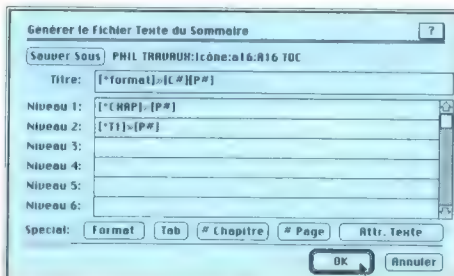 Générer le Fichier Texte du Sommaire ?
Sauver Sous PHIL TRAVAUX:Icône:a16:A16 TOC
Titre: [*format]»[C#][P#]
Niveau 1: [*CHAP]»[P#]
Niveau 2: [*T1]»[P#]
Niveau 3:
Niveau 4:
Niveau 5:
Niveau 6:
Special: Format Tab # Chapitre # Page Attr. Texte
OK Annuler